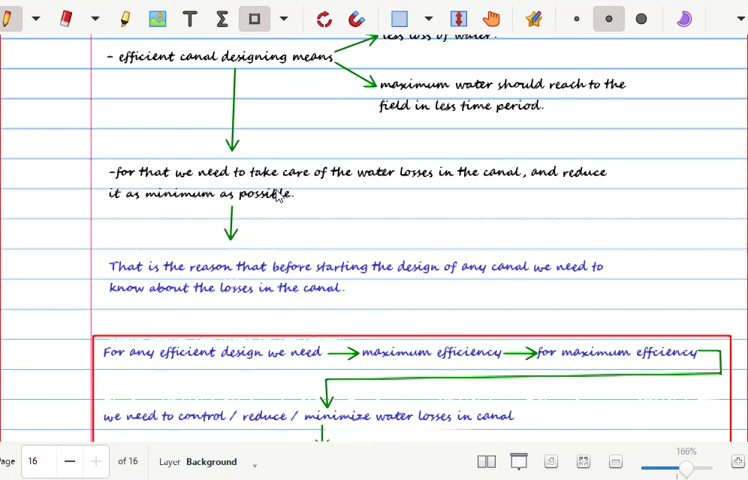 less loss of water.
- efficient canal designing means
maximum water should reach to the
field in less time period.
-for that we need to take care of the water losses in the canal, and reduce
it as minimum as possible.
That is the reason that before starting the design of any canal we need to
know about the losses in the canal.
For any efficient design we need maximum efficiency for maximum effciency
we need to control / reduce / minimize water losses in canal
166%
Page 16 of 16 Layer Background